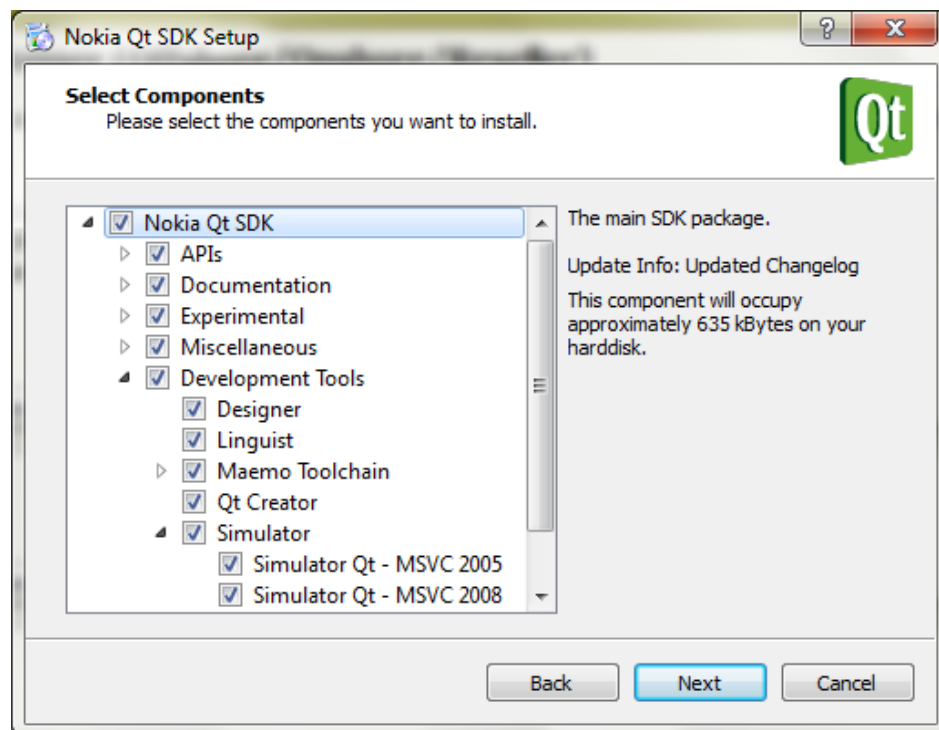 Nokia Qt SDK Setup
Select Components
Please select the components you want to install.
Qt
Nokia Qt SDK
APIs
Documentation
Experimental
Miscellaneous
Development Tools
Designer
Linguist
Maemo Toolchain
Qt Creator
Simulator
Simulator Qt - MSVC 2005
Simulator Qt - MSVC 2008
The main SDK package.
Update Info: Updated Changelog
This component will occupy
approximately 635 kBytes on your
harddisk.
Back
Next
Cancel